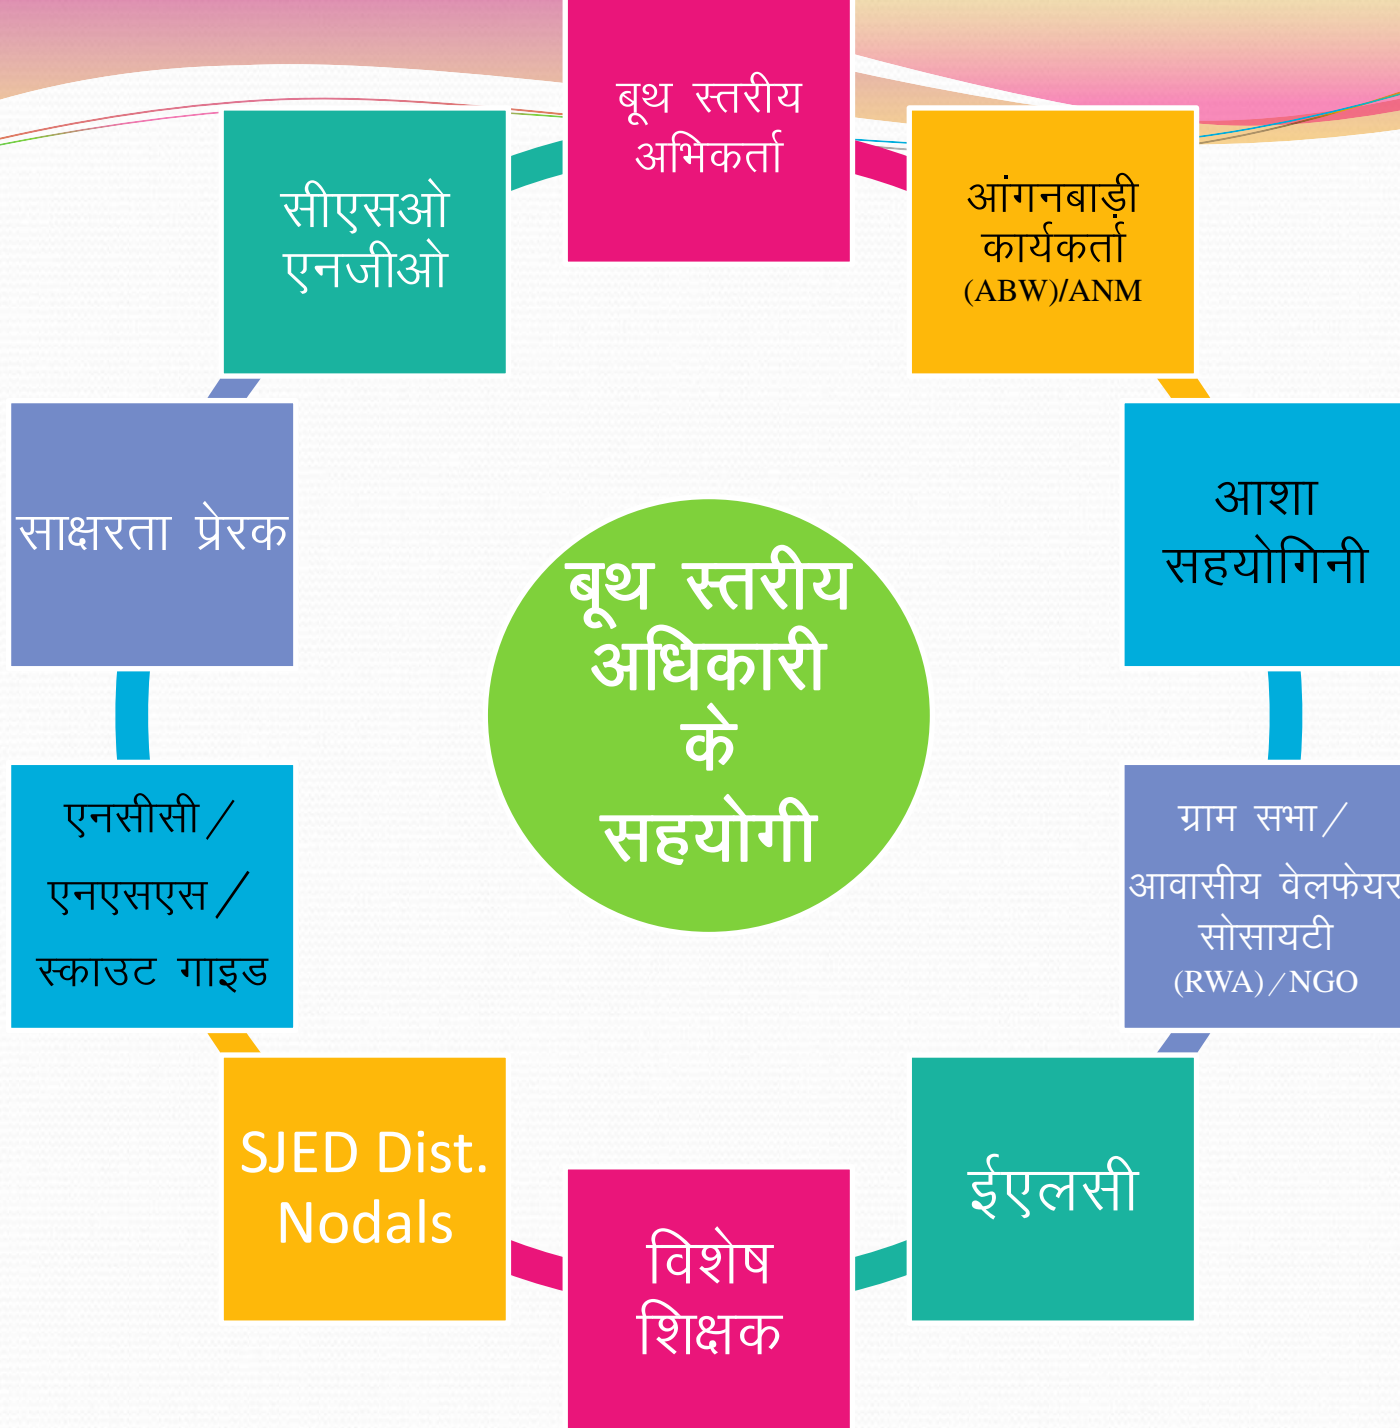 बूथ स्तरीय
अभिकर्ता
आंगनबाड़ी
कार्यकर्ता
(ABW)/ANM
आशा
सहयोगिनी
ग्राम सभा/
आवासीय वेलफेयर
सोसायटी
(RWA)/NGO
ईएलसी
विशेष
शिक्षक
SJED Dist.
Nodals
एनसीसी/
एनएसएस/
स्काउट गाइड
साक्षरता प्रेरक
सीएसओ
एनजीओ
बूथ स्तरीय
अधिकारी
के
सहयोगी